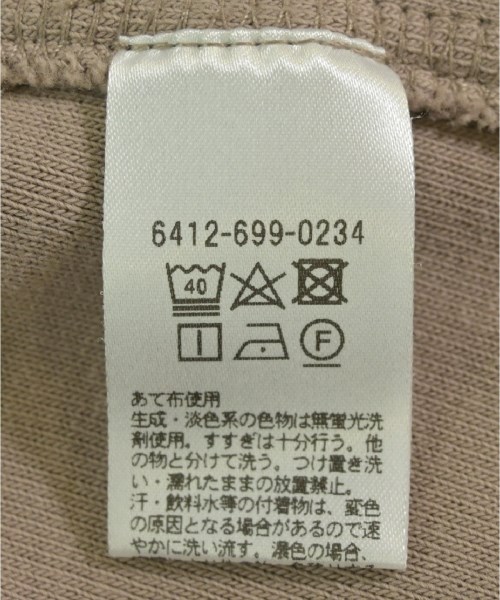 6412-699-0234
40
F
あて布使用
生成・淡色系の色物は無蛍光洗
剤使用。すすぎは十分行う。他
の物と分けて洗う。つけ置き洗
い・濡れたままの放置禁止。
汗・飲料水等の付着物は、変色
の原因となる場合があるので速
やかに洗い流す。濃色の場合、